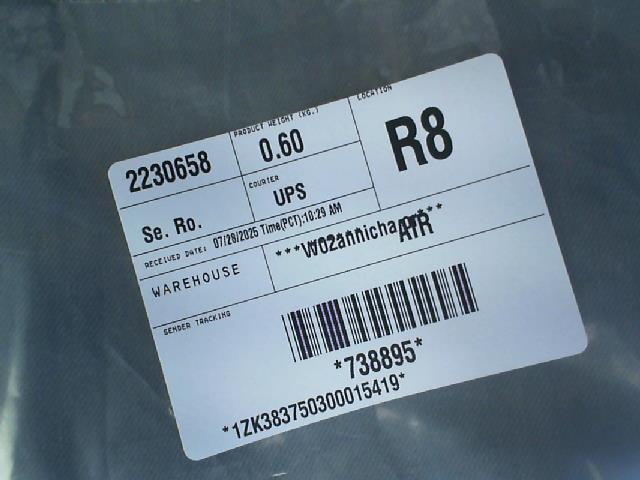 2230658
PRODUCT WEIGHT (KG.)
0.60
LOCATION
R8
Se. Ro.
COURIER
UPS
RECEIVED DATE: 07/29/2025 Time(PCT):10:29 AM
WAREHOUSE
AIR
SENDER TRACKING
*738895*
*1ZK383750300015419*